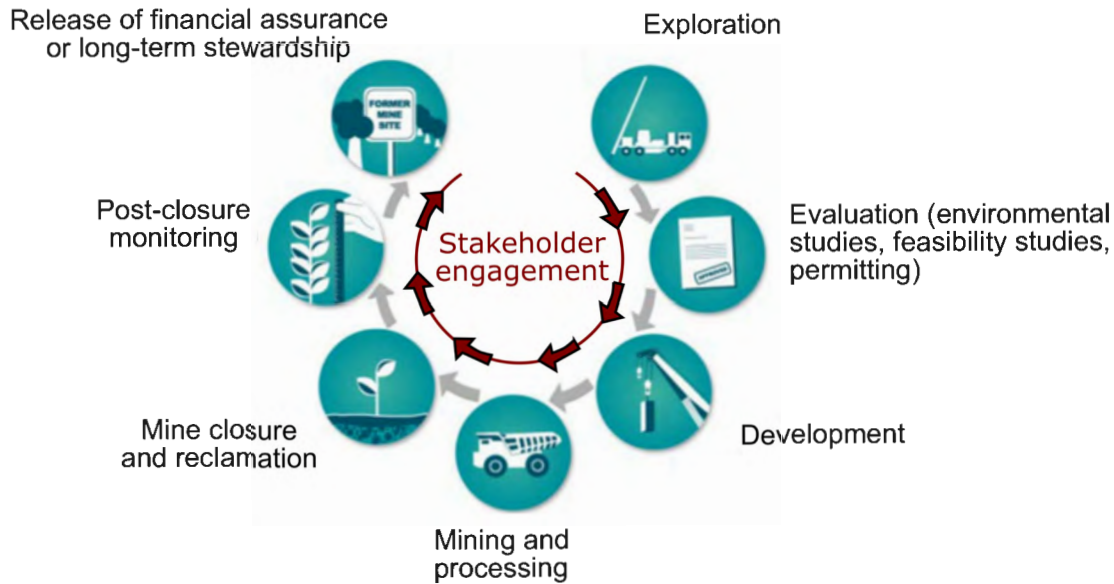 Release of financial assurance
or long-term stewardship
Exploration
FORMER
MINE
SITE
Post-closure
monitoring
Stakeholder
engagement
Evaluation (environmental
studies, feasibility studies,
permitting)
APPROVED
Mine closure
and reclamation
Development
Mining and
processing